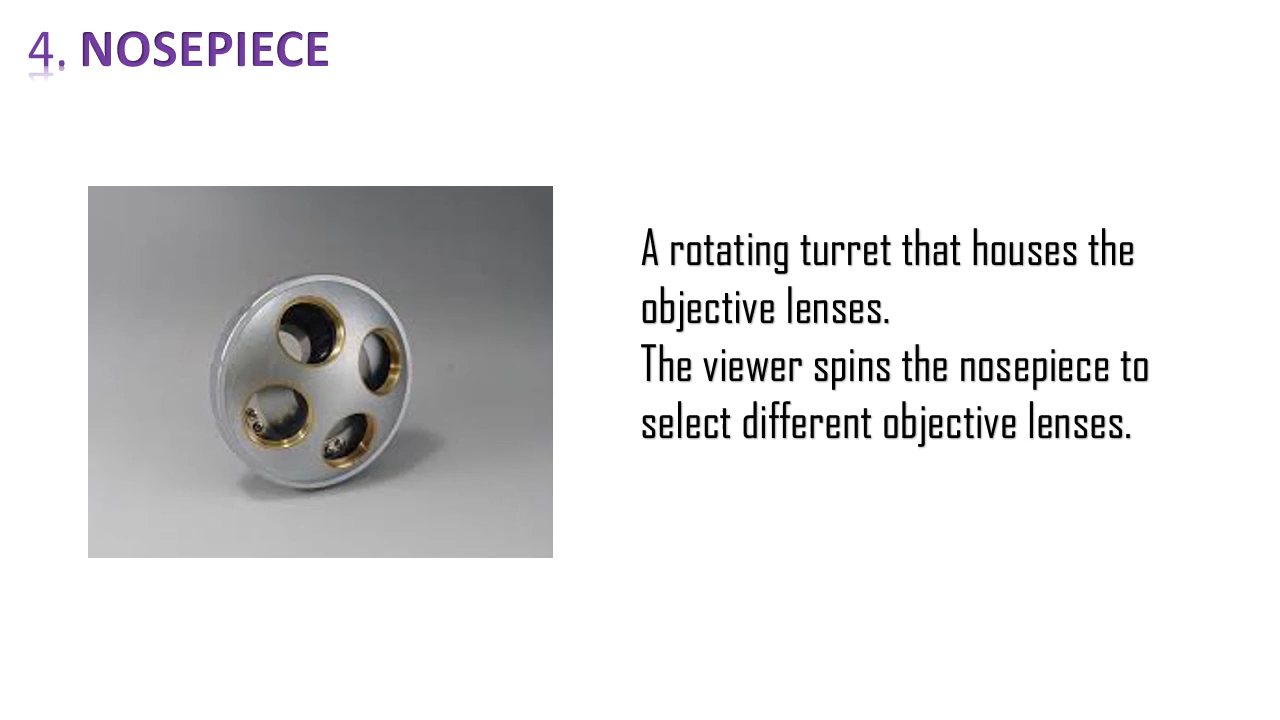 4. NOSEPIECE
A rotating turret that houses the
objective lenses.
The viewer spins the nosepiece to
select different objective lenses.